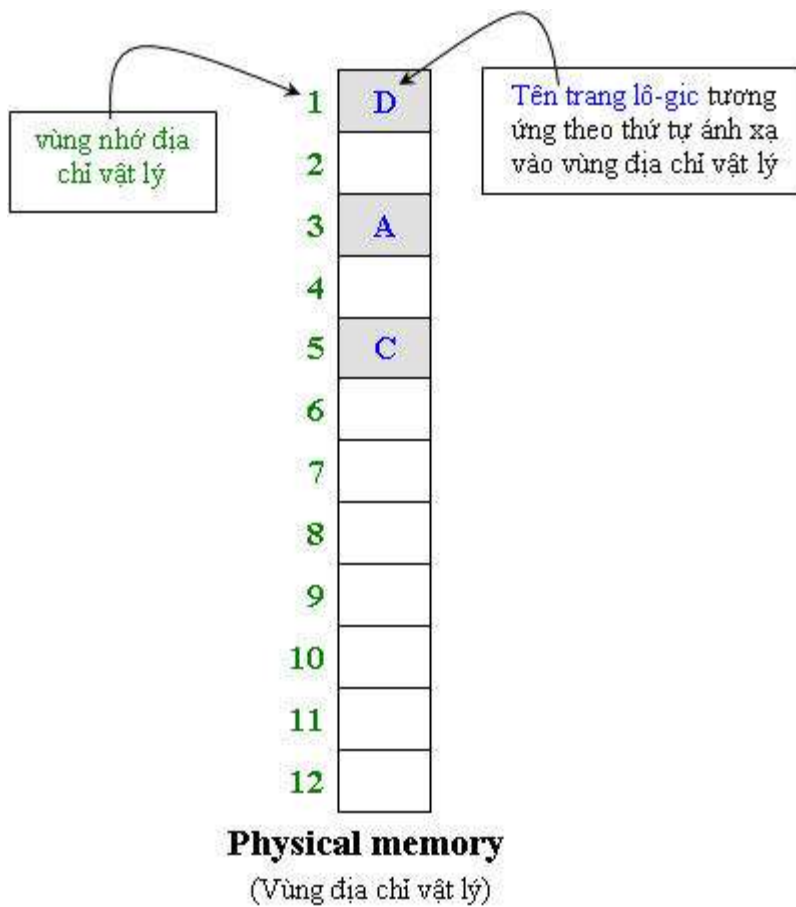 vùng nhớ địa
chỉ vật lý
Tên trang lô-gic tương
ứng theo thứ tự ánh xạ
vào vùng địa chỉ vật lý
1 D
2
3 A
4
5 C
6
7
8
9
10
11
12
Physical memory
(Vùng địa chỉ vật lý)